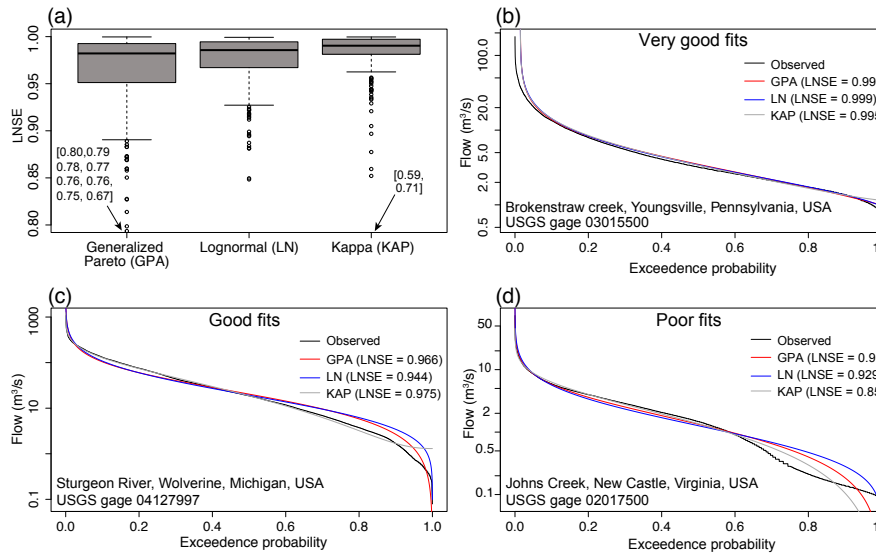 (a)
LNSE
1.00
0.95
0.90
0.85
0.80
[0.80,0.79
0.78, 0.77
0.76, 0.76,
0.75, 0.67]
[0.59,
0.71]
Generalized
Pareto (GPA)
Lognormal (LN)
Kappa (KAP)
(b)
Very good fits
Observed
GPA (LNSE = 0.99
LN (LNSE = 0.999)
KAP (LNSE = 0.995
Flow (m³/s)
100.0
20.0
5.0
2.0
0.5
Brokenstraw creek, Youngsville, Pennsylvania, USA
USGS gage 03015500
0.0 0.2 0.4 0.6 0.8 1
Exceedence probability
(c)
Good fits
Observed
GPA (LNSE = 0.966)
LN (LNSE = 0.944)
KAP (LNSE = 0.975)
Flow (m³/s)
1000
10
0.1
Sturgeon River, Wolverine, Michigan, USA
USGS gage 04127997
0.0 0.2 0.4 0.6 0.8 1.0
Exceedence probability
(d)
Poor fits
Observed
GPA (LNSE = 0.9
LN (LNSE = 0.929
KAP (LNSE = 0.85
Flow (m³/s)
50
10
2
0.5
0.1
Johns Creek, New Castle, Virginia, USA
USGS gage 02017500
0.0 0.2 0.4 0.6 0.8 1
Exceedence probability